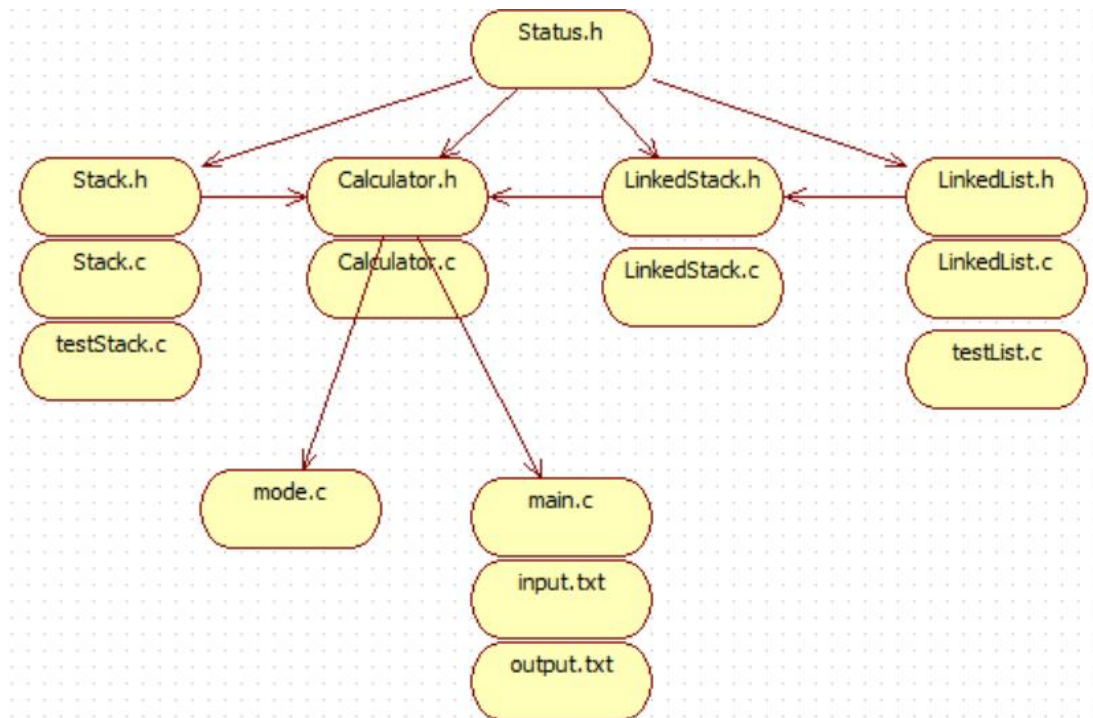 Status.h
Stack.h
Calculator.h
LinkedStack.h
LinkedList.h
Stack.c
Calculator.c
LinkedStack.c
LinkedList.c
testStack.c
testList.c
mode.c
main.c
input.txt
output.txt